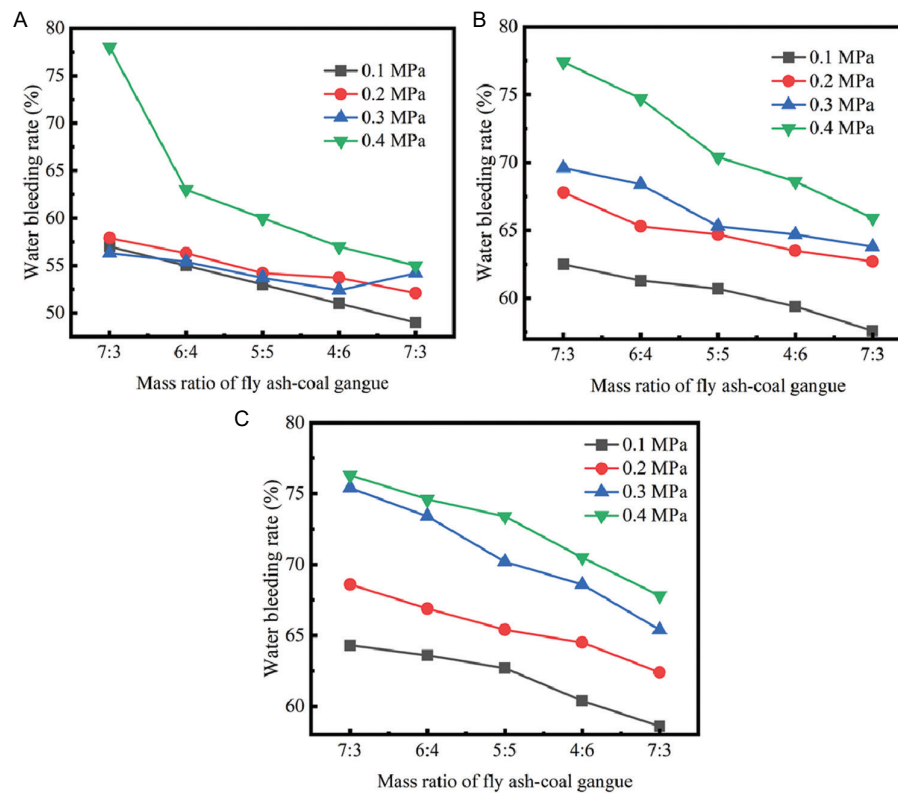 A
80
75
70
65
60
55
50
Water bleeding rate (%)
0.1 MPa
0.2 MPa
0.3 MPa
0.4 MPa
7:3 6:4 5:5 4:6 7:3
Mass ratio of fly ash-coal gangue
B
80
75
70
65
60
Water bleeding rate (%)
0.1 MPa
0.2 MPa
0.3 MPa
0.4 MPa
7:3 6:4 5:5 4:6 7:3
Mass ratio of fly ash-coal gangue
C
80
75
70
65
60
Water bleeding rate (%)
0.1 MPa
0.2 MPa
0.3 MPa
0.4 MPa
7:3 6:4 5:5 4:6 7:3
Mass ratio of fly ash-coal gangue